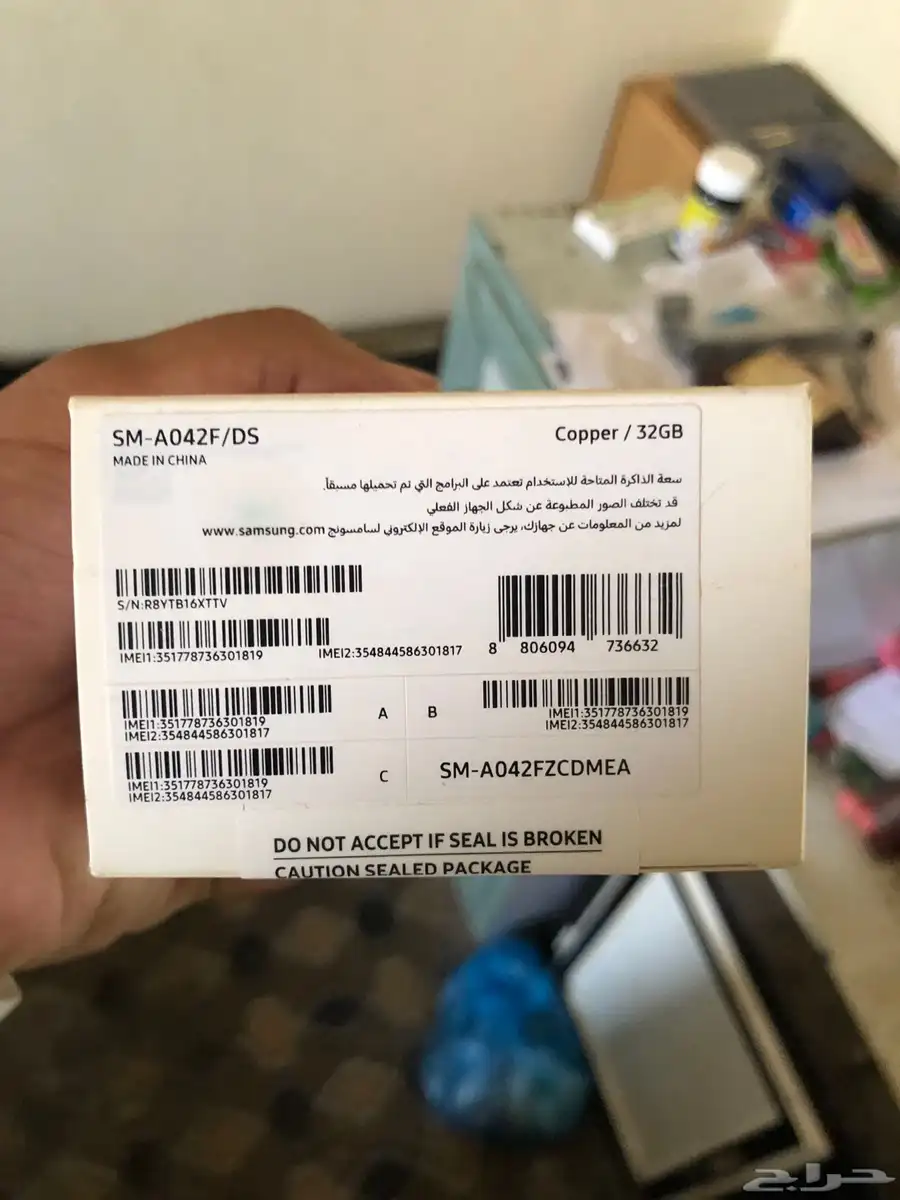 SM-A042F/DS
Copper / 32GB
MADE IN CHINA
سعة الذاكرة المتاحة للإستخدام تعتمد على البرامج التي تم تحميلها مسبقاً.
قد تختلف الصور المطبوعة عن شكل الجهاز الفعلي
لمزيد من المعلومات عن جهازك، يرجى زيارة الموقع الإلكتروني لسامسونج www.samsung.com
S/N:R8YTB16XTTV
IMEI1:351778736301819
IMEI2:354844586301817
8 806094 736632
IMEI1:351778736301819
IMEI2:354844586301817
A
B
IMEI1:351778736301819
IMEI2:354844586301817
IMEI1:351778736301819
IMEI2:354844586301817
C
SM-A042FZCDMEA
DO NOT ACCEPT IF SEAL IS BROKEN
CAUTION SEALED PACKAGE
حراج